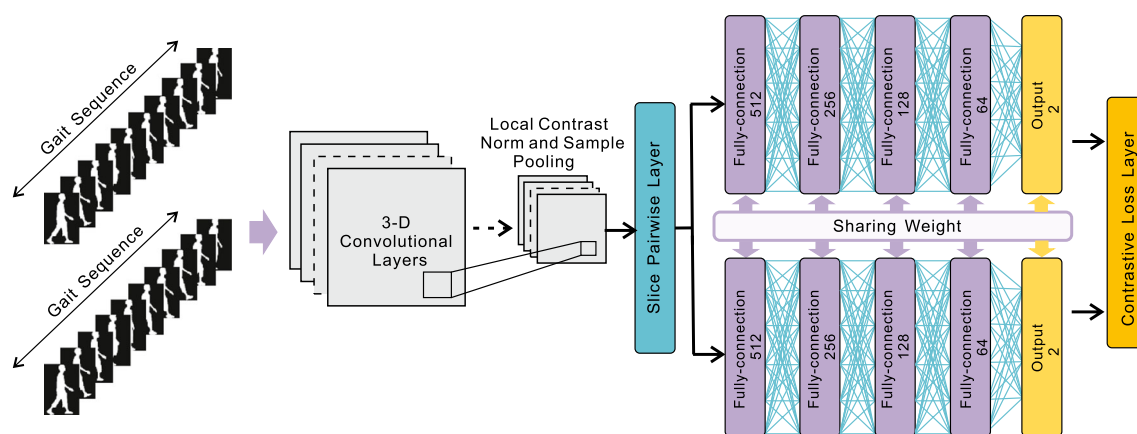 Gait Sequence
Gait Sequence
3-D
Convolutional
Layers
Local Contrast
Norm and Sample
Pooling
Slice Pairwise Layer
Fully-connection
512
Fully-connection
256
Fully-connection
128
Fully-connection
64
Output
2
Sharing Weight
Fully-connection
512
Fully-connection
256
Fully-connection
128
Fully-connection
64
Output
2
Contrastive Loss Layer